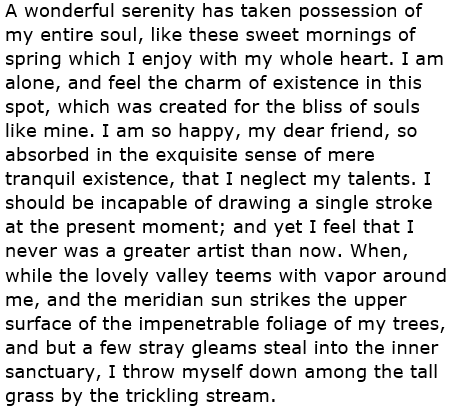 A wonderful serenity has taken possession of
my entire soul, like these sweet mornings of
spring which I enjoy with my whole heart. I am
alone, and feel the charm of existence in this
spot, which was created for the bliss of souls
like mine. I am so happy, my dear friend, so
absorbed in the exquisite sense of mere
tranquil existence, that I neglect my talents. I
should be incapable of drawing a single stroke
at the present moment; and yet I feel that I
never was a greater artist than now. When,
while the lovely valley teems with vapor around
me, and the meridian sun strikes the upper
surface of the impenetrable foliage of my trees,
and but a few stray gleams steal into the inner
sanctuary, I throw myself down among the tall
grass by the trickling stream.